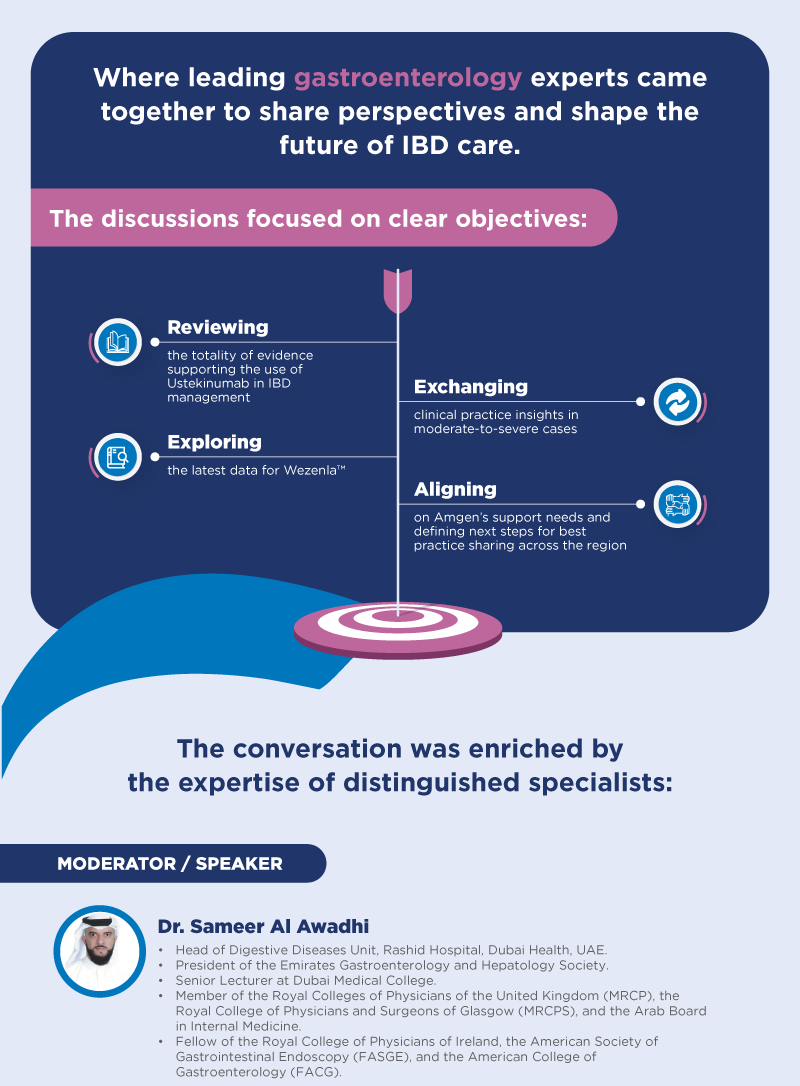 Where leading gastroenterology experts came
together to share perspectives and shape the
future of IBD care.
The discussions focused on clear objectives:
Reviewing
the totality of evidence
supporting the use of
Ustekinumab in IBD
management
Exchanging
clinical practice insights in
moderate-to-severe cases
Exploring
the latest data for Wezenla™
Aligning
on Amgen's support needs and
defining next steps for best
practice sharing across the region
The conversation was enriched by
the expertise of distinguished specialists:
MODERATOR / SPEAKER
Dr. Sameer Al Awadhi
• Head of Digestive Diseases Unit, Rashid Hospital, Dubai Health, UAE.
• President of the Emirates Gastroenterology and Hepatology Society.
• Senior Lecturer at Dubai Medical College.
• Member of the Royal Colleges of Physicians of the United Kingdom (MRCP), the
Royal College of Physicians and Surgeons of Glasgow (MRCPS), and the Arab Board
in Internal Medicine.
• Fellow of the Royal College of Physicians of Ireland, the American Society of
Gastrointestinal Endoscopy (FASGE), and the American College of
Gastroenterology (FACG).